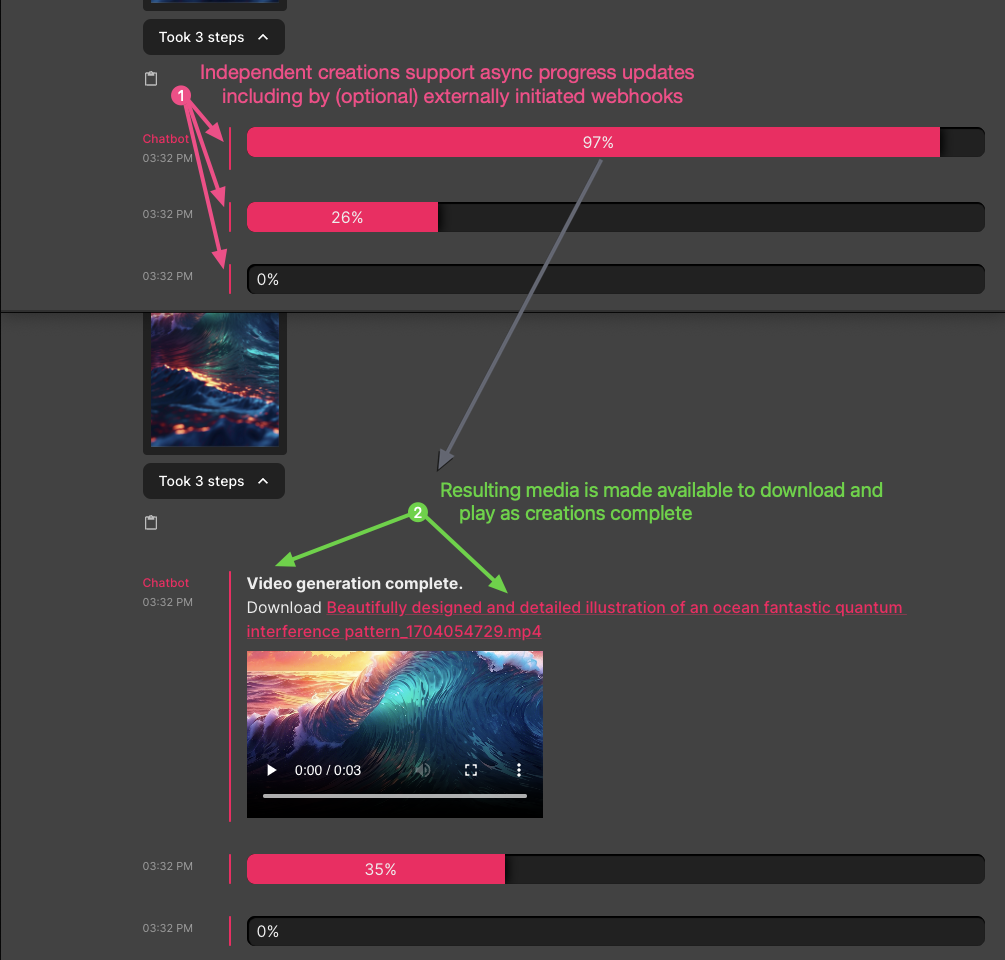 Took 3 steps
Independent creations support async progress updates
including by (optional) externally initiated webhooks
1
Chatbot
03:32 PM
97%
03:32 PM
26%
03:32 PM
0%
Took 3 steps
Resulting media is made available to download and
play as creations complete
2
Chatbot
03:32 PM
Video generation complete.
Download Beautifully designed and detailed illustration of an ocean fantastic quantum
interference pattern_1704054729.mp4
0:00 / 0:03
03:32 PM
35%
03:32 PM
0%